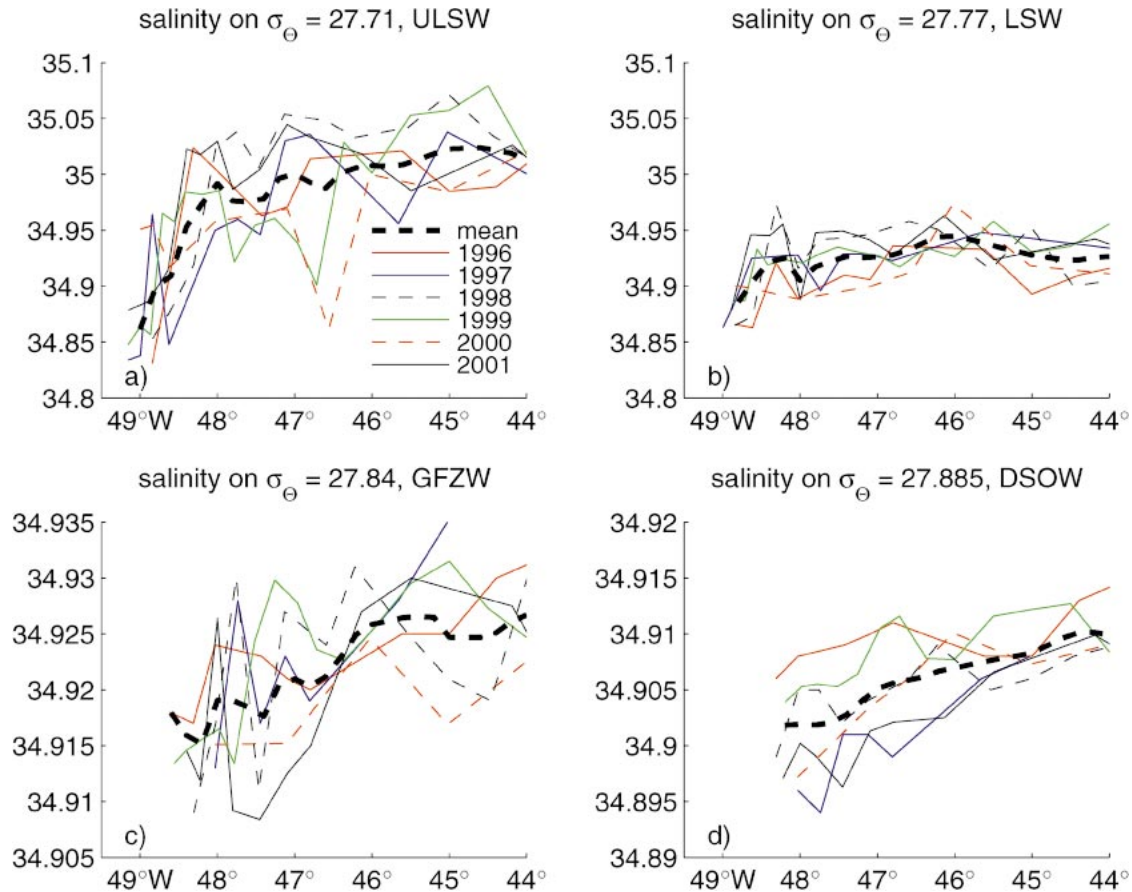 salinity on σΘ = 27.71, ULSW
35.1
35.05
35
34.95
34.9
34.85
34.8
mean
1996
1997
1998
1999
2000
2001
a)
49°W 48° 47° 46° 45° 44°
salinity on σΘ = 27.77, LSW
35.1
35.05
35
34.95
34.9
34.85
34.8
b)
49°W 48° 47° 46° 45° 44°
salinity on σΘ = 27.84, GFZW
34.935
34.93
34.925
34.92
34.915
34.91
34.905
c)
49°W 48° 47° 46° 45° 44°
salinity on σΘ = 27.885, DSOW
34.92
34.915
34.91
34.905
34.9
34.895
34.89
d)
49°W 48° 47° 46° 45° 44°